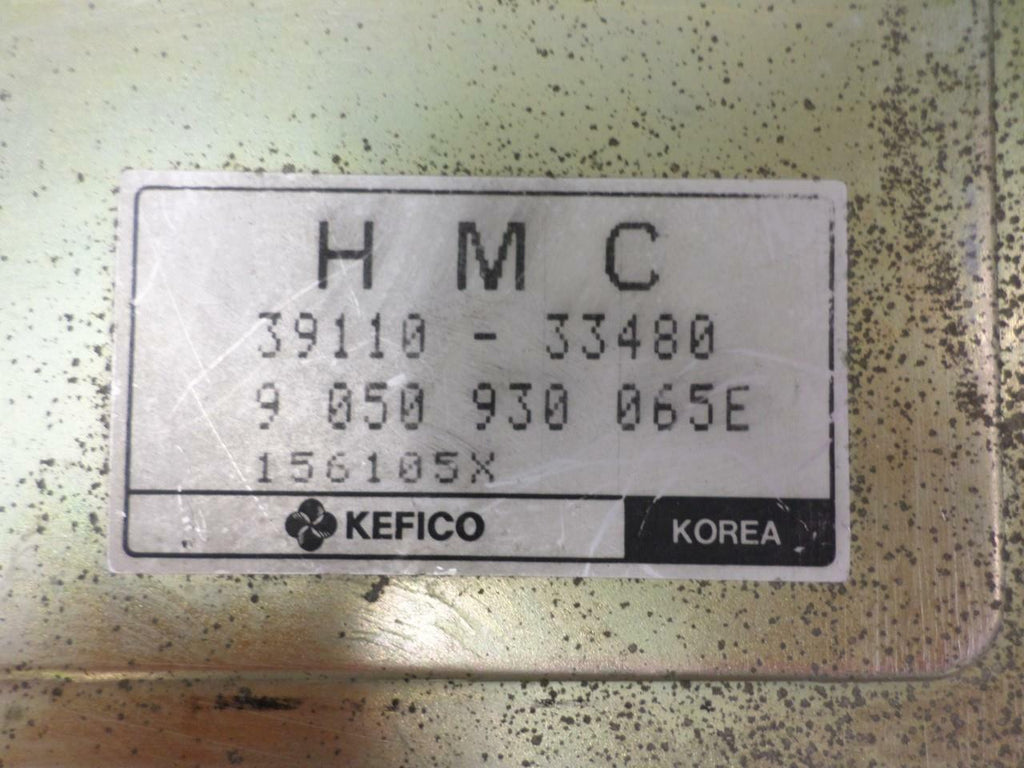 H M C
39110 - 33480
9 050 930 065E
156105X
KEFICO
KOREA